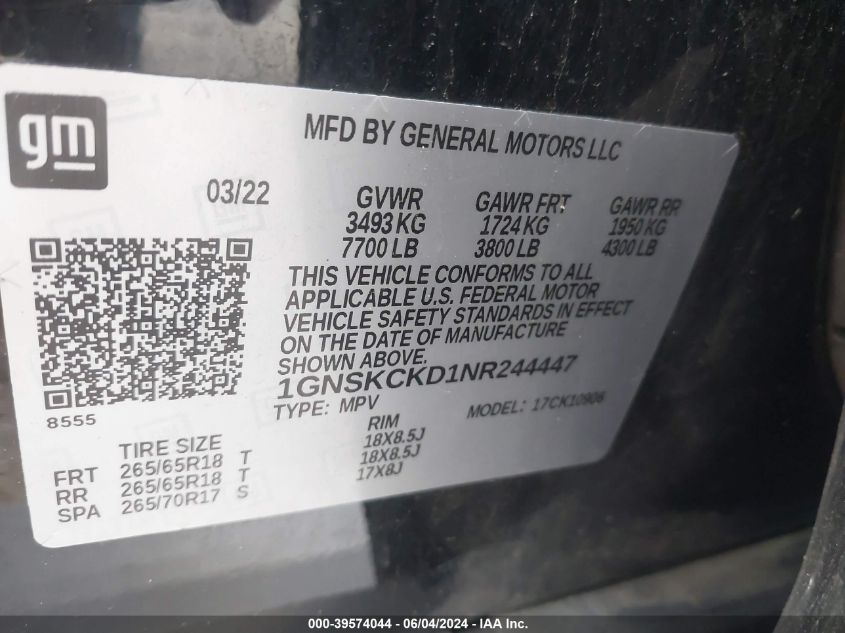 gm
MFD BY GENERAL MOTORS LLC
03/22 GVWR GAWR FRT GAWR RR
3493 KG 1724 KG 1950 KG
7700 LB 3800 LB 4300 LB
THIS VEHICLE CONFORMS TO ALL
APPLICABLE U.S. FEDERAL MOTOR
VEHICLE SAFETY STANDARDS IN EFFECT
ON THE DATE OF MANUFACTURE
SHOWN ABOVE.
1GNSKCKD1NR244447
8555 TYPE: MPV MODEL: 17CK10906
TIRE SIZE RIM
FRT 265/65R18 T 18X8.5J
RR 265/65R18 T 18X8.5J
SPA 265/70R17 S 17X8J
000-39574044 - 06/04/2024 - IAA Inc.